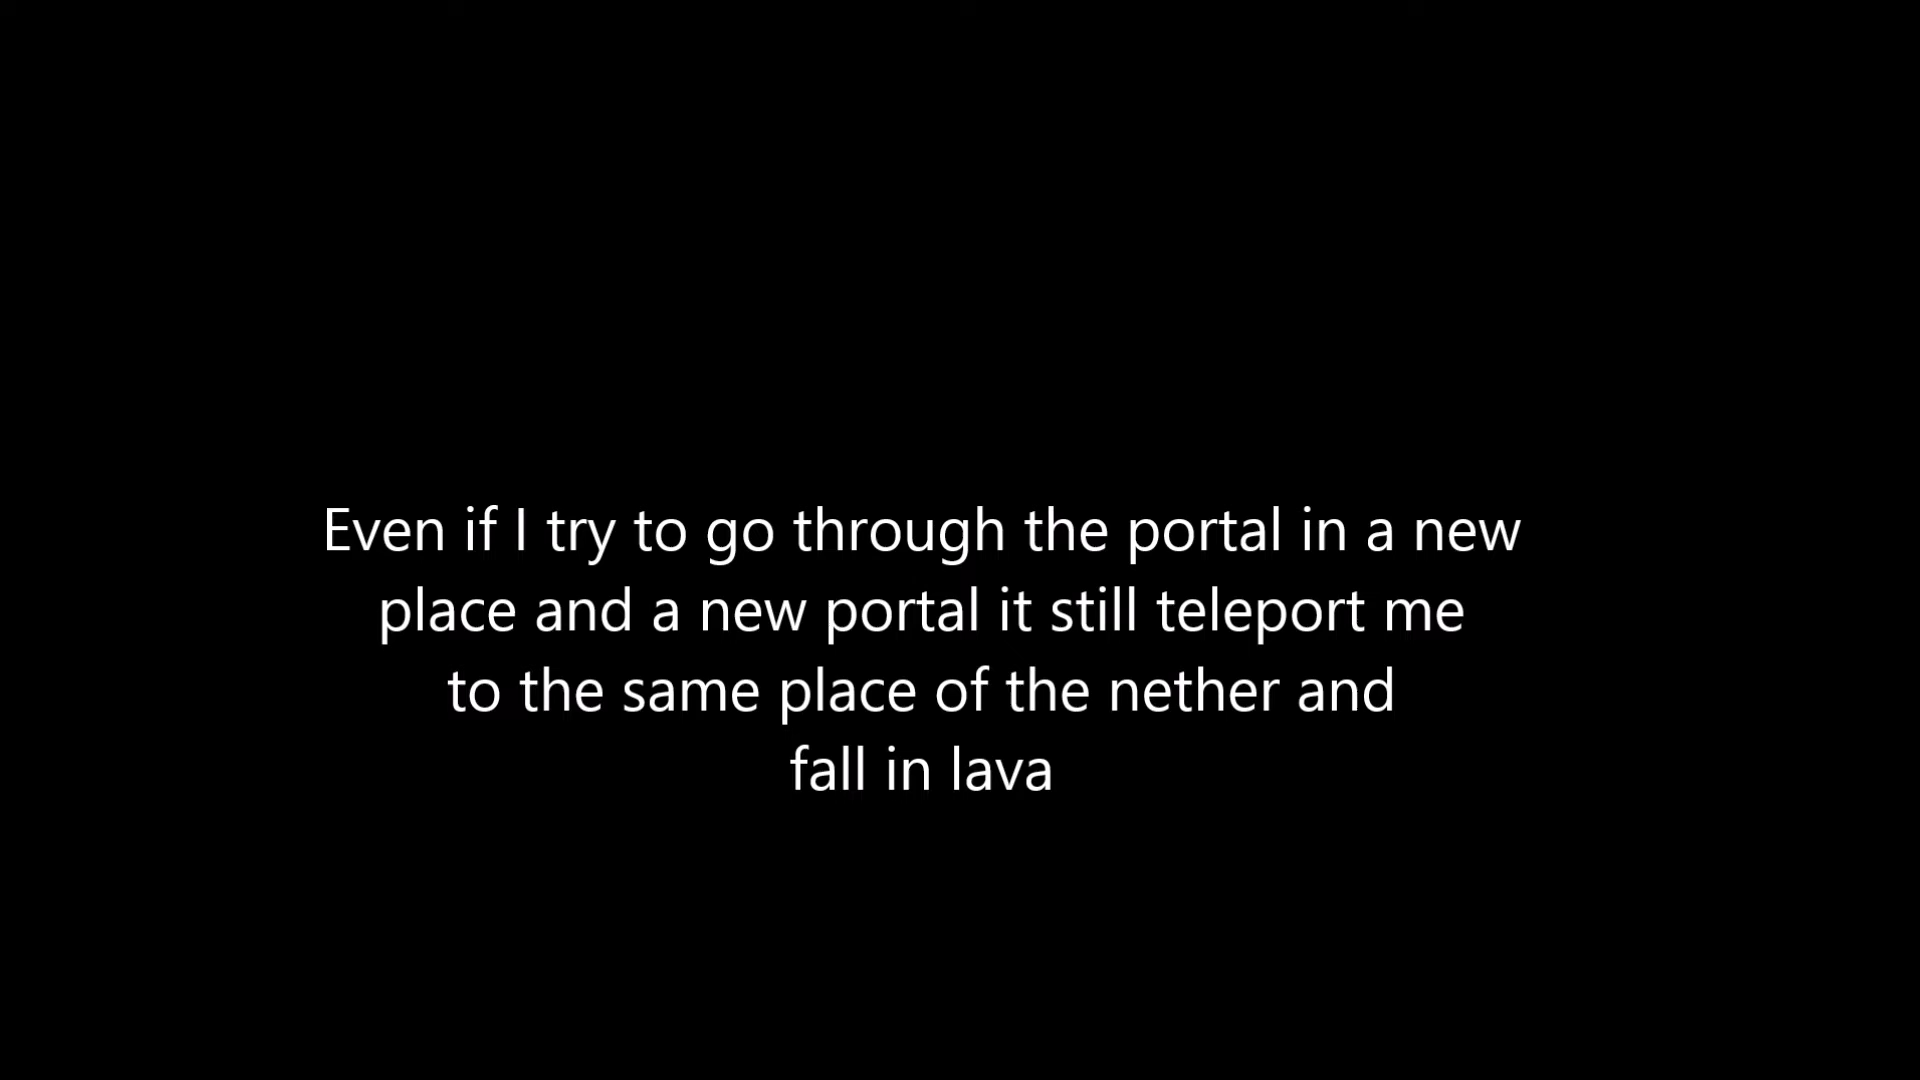 Even if I try to go through the portal in a new
place and a new portal it still teleport me
to the same place of the nether and
fall in lava